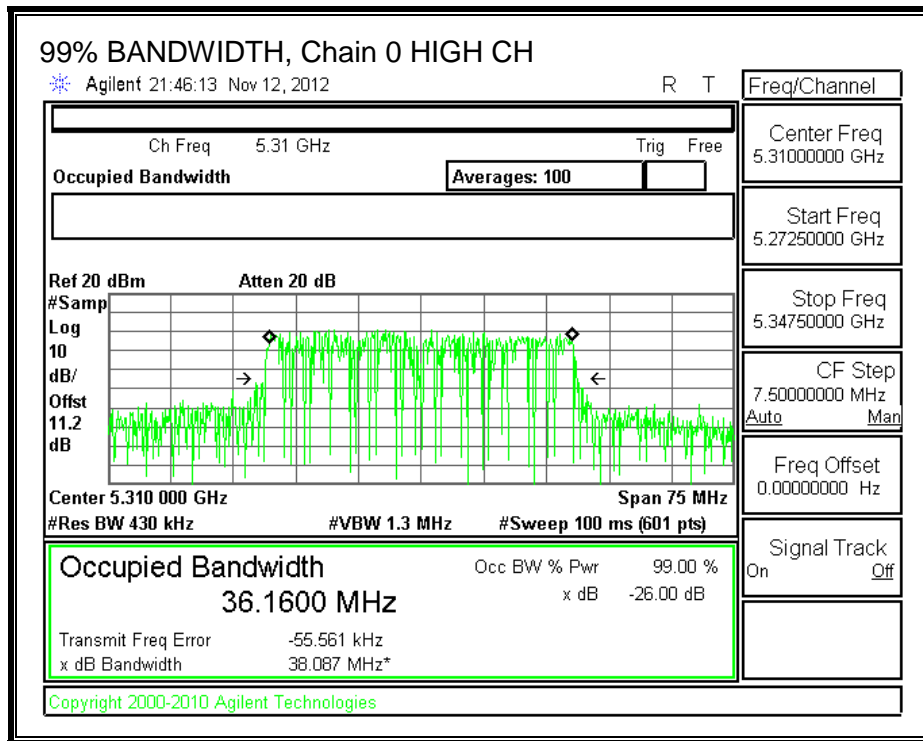 99% BANDWIDTH, Chain 0 HIGH CH
Agilent 21:46:13 Nov 12, 2012 R T
Freq/Channel
Ch Freq 5.31 GHz Trig Free
Occupied Bandwidth Averages: 100
Center Freq
5.31000000 GHz
Start Freq
5.27250000 GHz
Stop Freq
5.34750000 GHz
CF Step
7.50000000 MHz
Auto Man
Freq Offset
0.00000000 Hz
Signal Track
On Off
Ref 20 dBm Atten 20 dB
#Samp
Log
10
dB/
Offst
11.2
dB
Center 5.310 000 GHz Span 75 MHz
#Res BW 430 kHz #VBW 1.3 MHz #Sweep 100 ms (601 pts)
Occupied Bandwidth Occ BW % Pwr 99.00 %
36.1600 MHz x dB -26.00 dB
Transmit Freq Error -55.561 kHz
x dB Bandwidth 38.087 MHz*
Copyright 2000-2010 Agilent Technologies